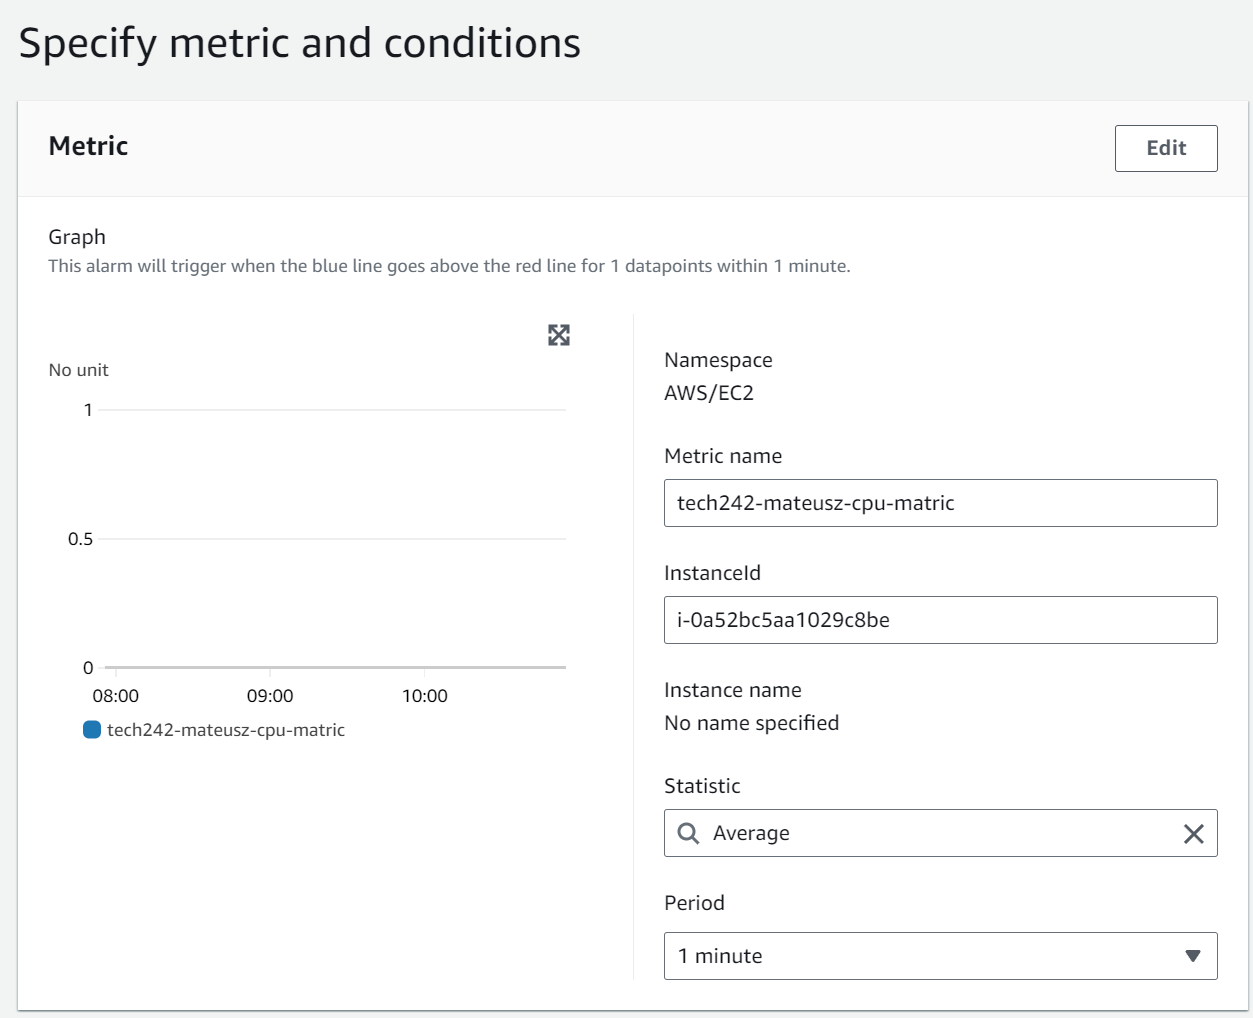 Specify metric and conditions
Metric
Edit
Graph
This alarm will trigger when the blue line goes above the red line for 1 datapoints within 1 minute.
No unit
1
0.5
0
08:00 09:00 10:00
tech242-mateusz-cpu-matric
Namespace
AWS/EC2
Metric name
tech242-mateusz-cpu-matric
InstanceId
i-0a52bc5aa1029c8be
Instance name
No name specified
Statistic
Average
Period
1 minute